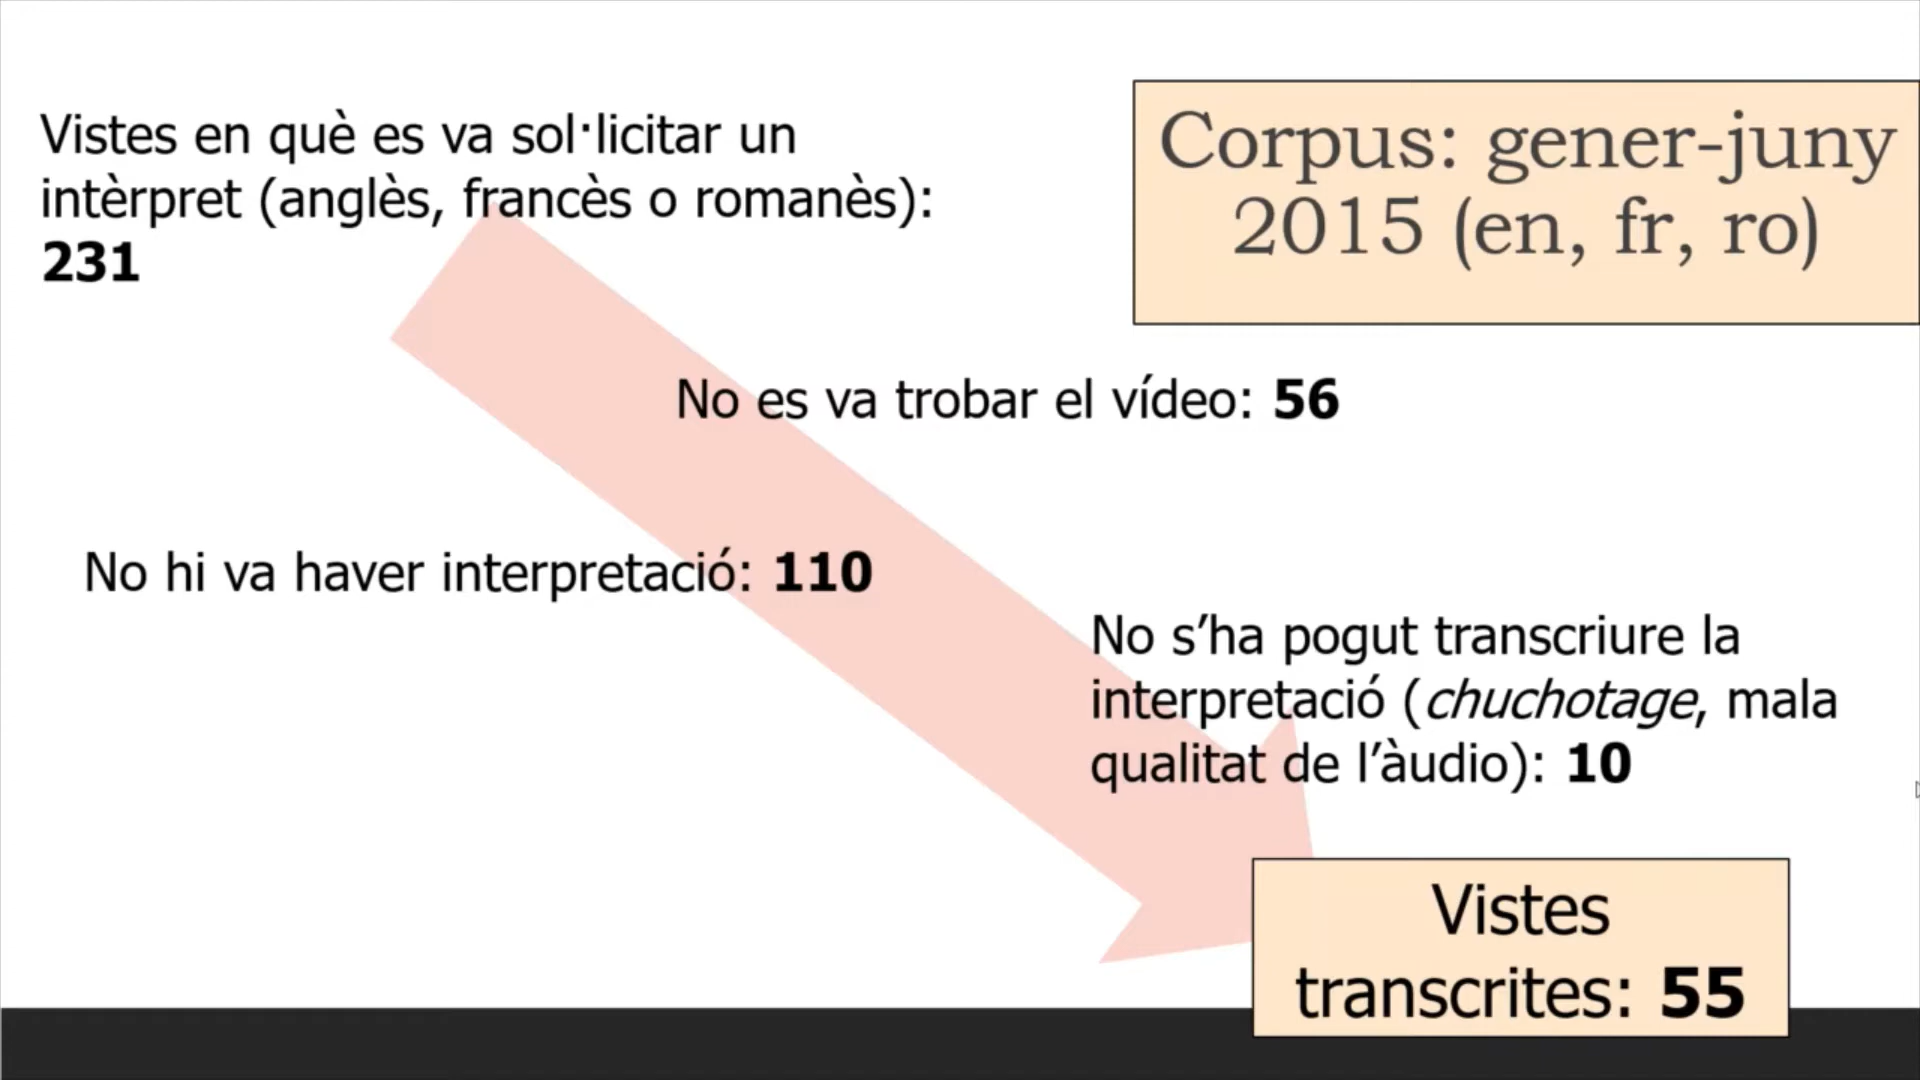 Vistes en què es va sol·licitar un
intèrpret (anglès, francès o romanès):
231
Corpus: gener-juny
2015 (en, fr, ro)
No es va trobar el vídeo: 56
No hi va haver interpretació: 110
No s’ha pogut transcriure la
interpretació (chuchotage, mala
qualitat de l’àudio): 10
Vistes
transcrites: 55